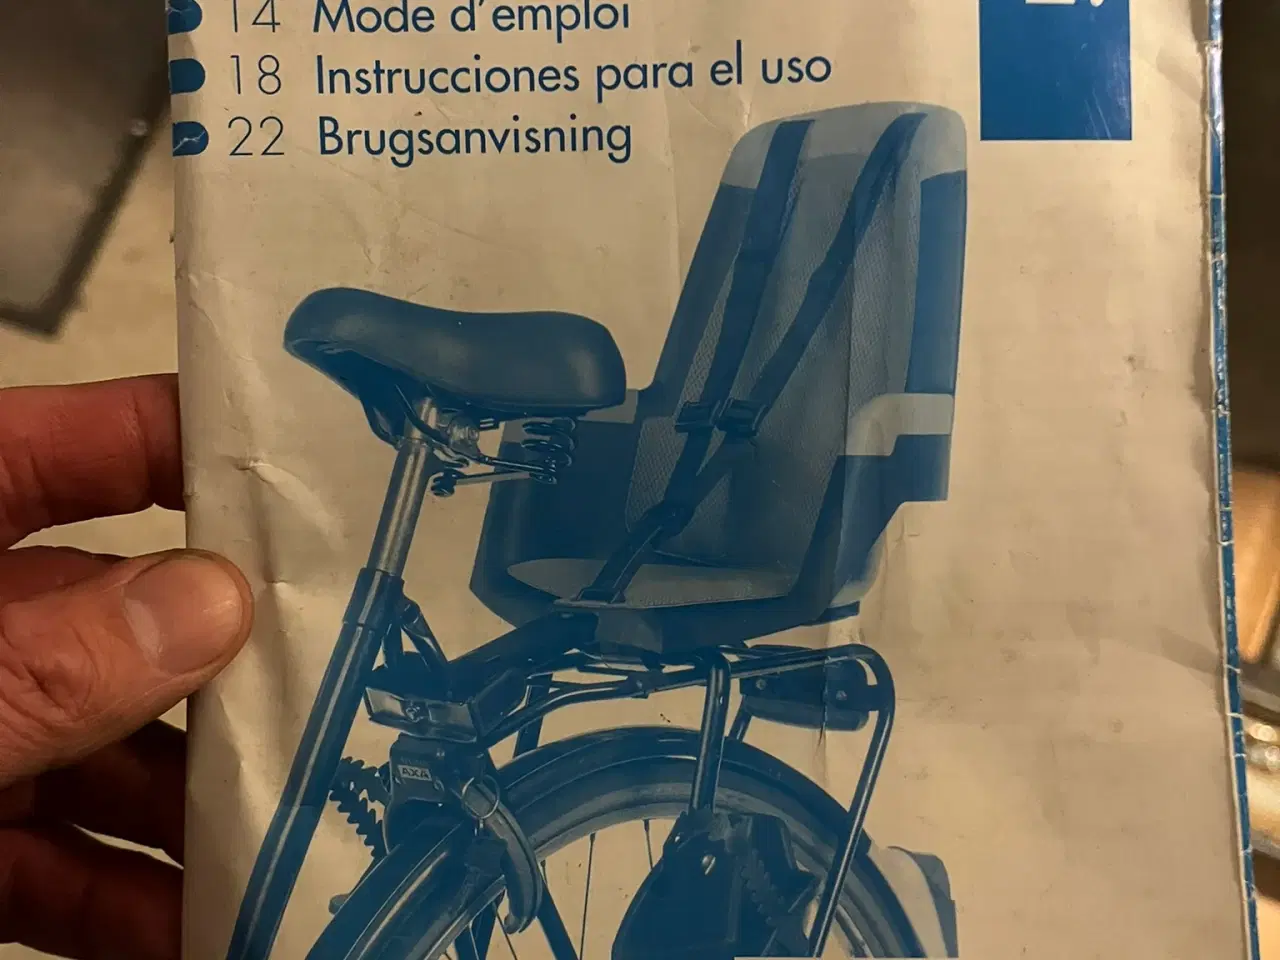 14 Mode d'emploi
18 Instrucciones para el uso
22 Brugsanvisning
AXA